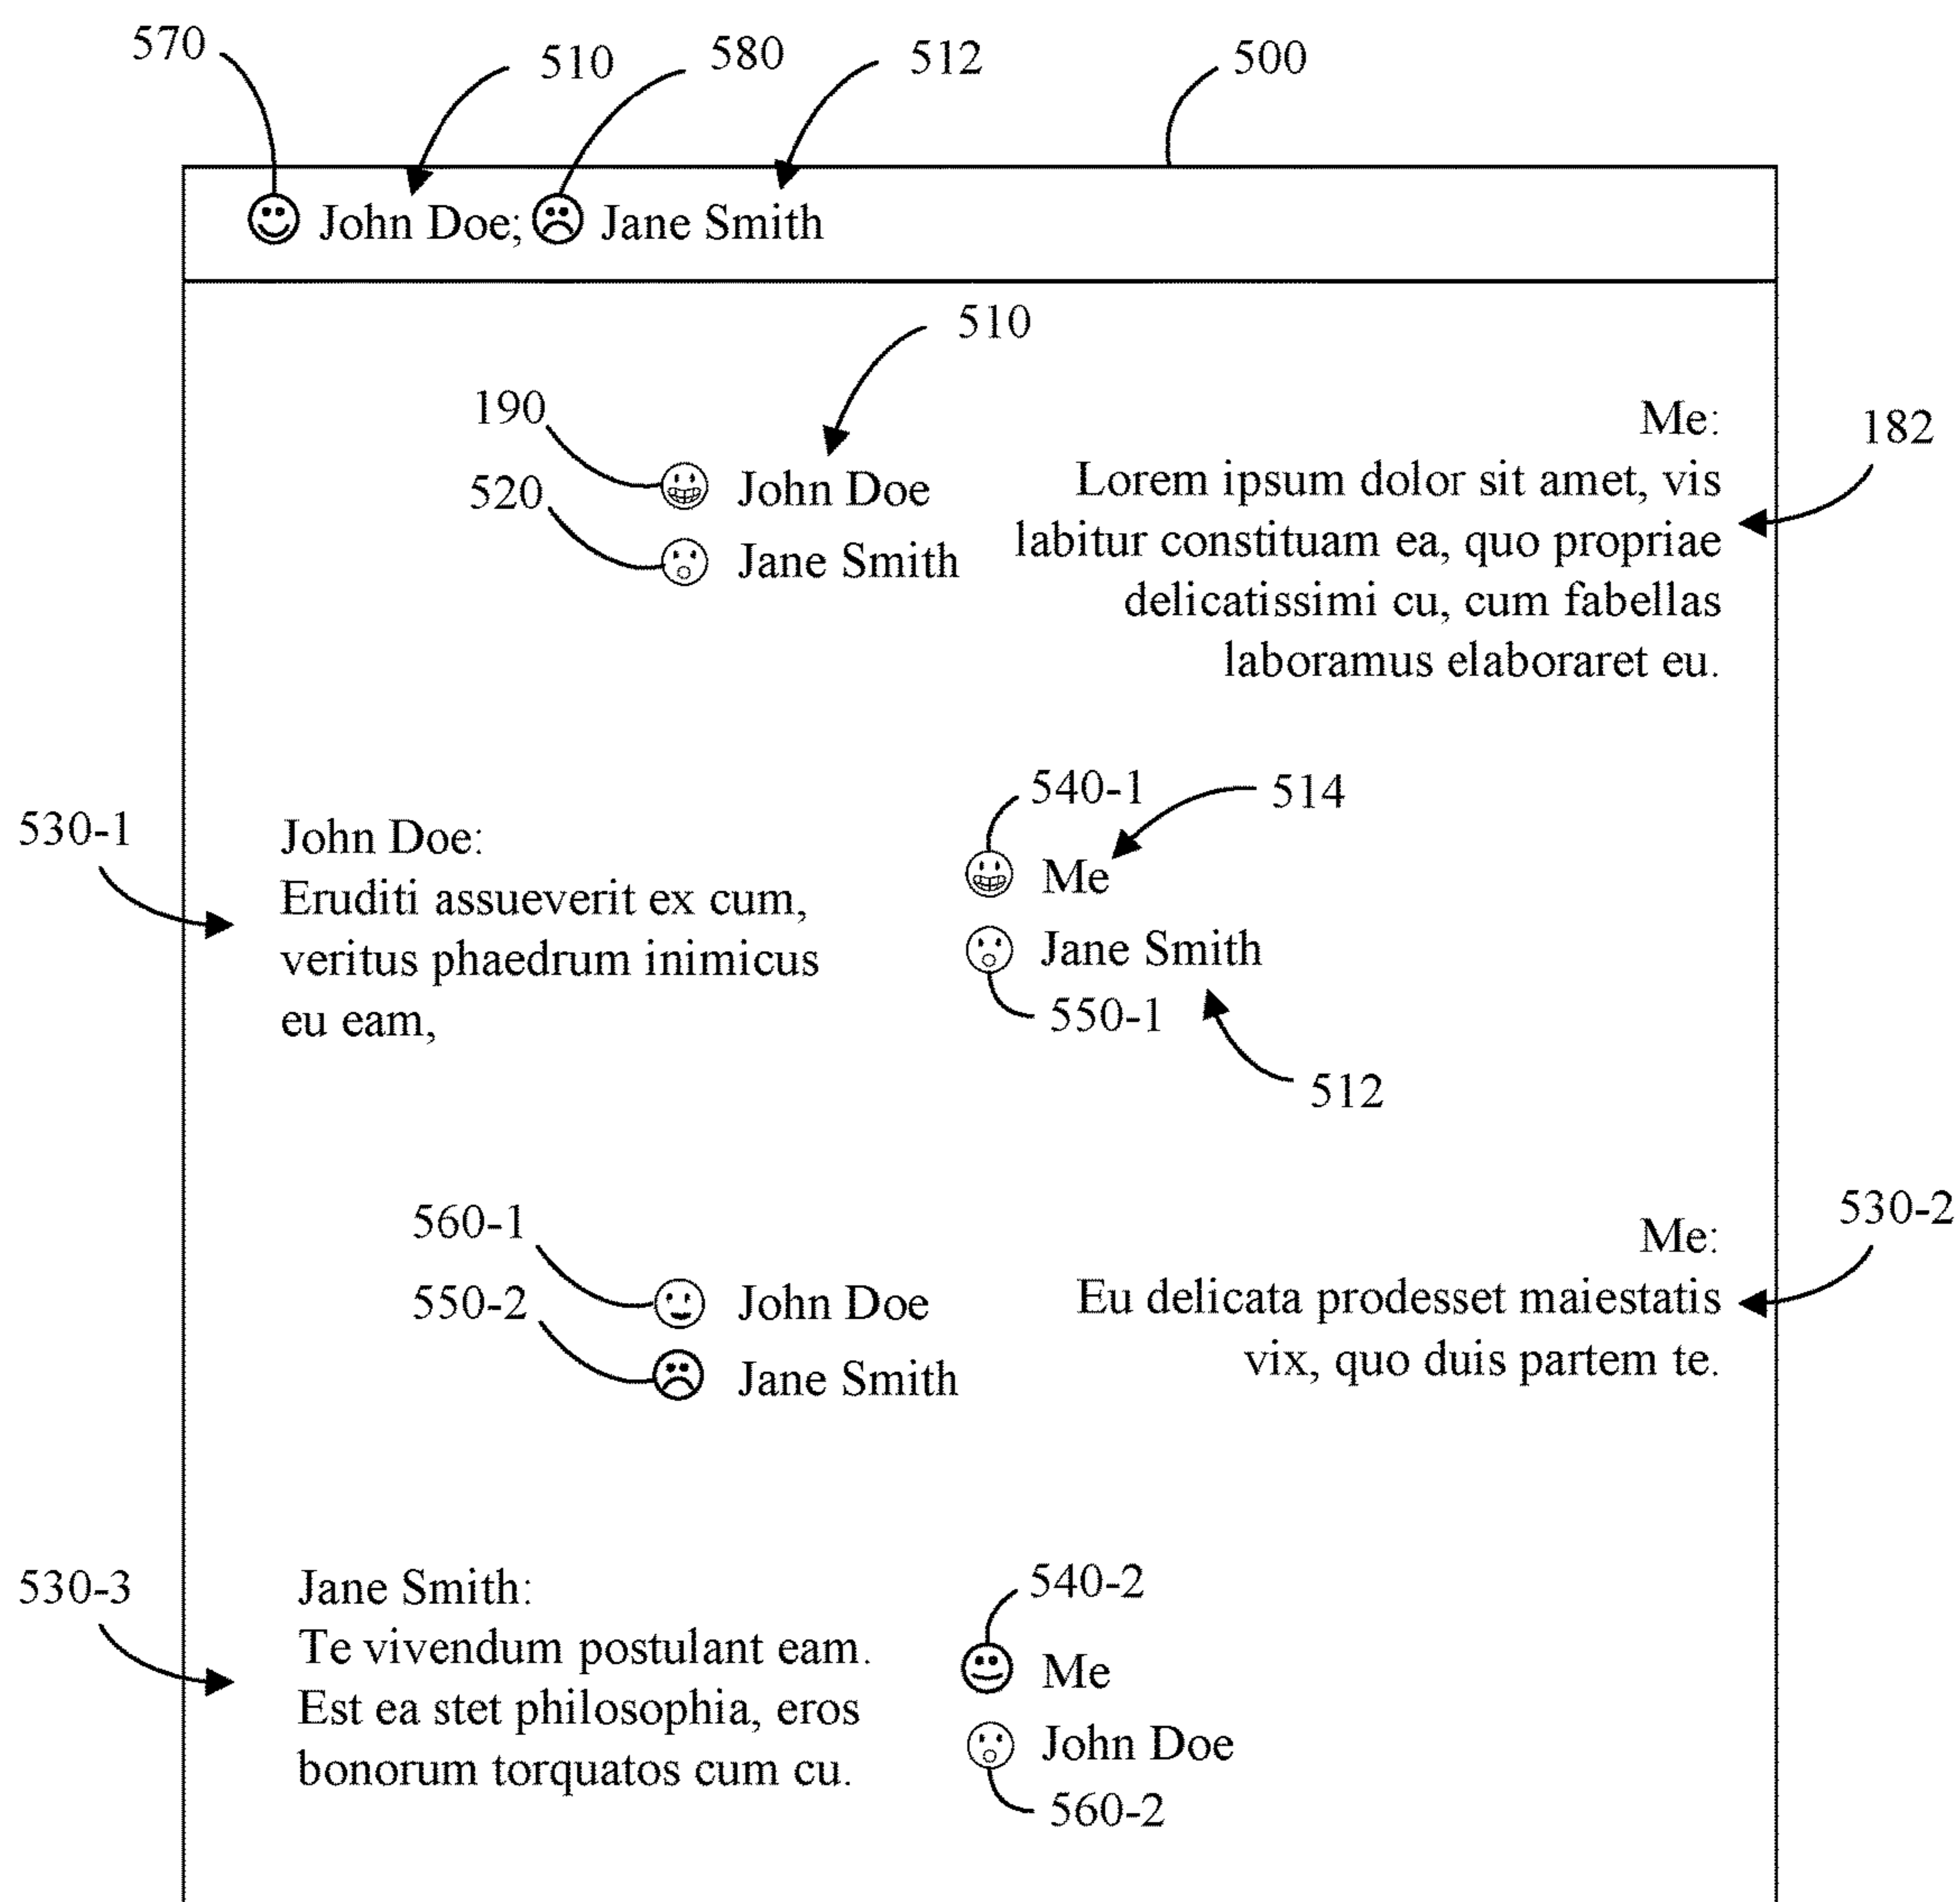 570 510 580 512 500
John Doe; Jane Smith
510
190
520
John Doe
Jane Smith
Me:
Lorem ipsum dolor sit amet, vis
labitur constituam ea, quo propriae
delicatissimi cu, cum fabellas
laboramus elaboraret eu.
182
530-1
John Doe:
Eruditi assueverit ex cum,
veritus phaedrum inimicus
eu eam,
540-1
514
Me
Jane Smith
550-1
512
560-1
550-2
John Doe
Jane Smith
Me:
Eu delicata prodesset maiestatis
vix, quo duis partem te.
530-2
530-3
Jane Smith:
Te vivendum postulant eam.
Est ea stet philosophia, eros
bonorum torquatos cum cu.
540-2
Me
John Doe
560-2